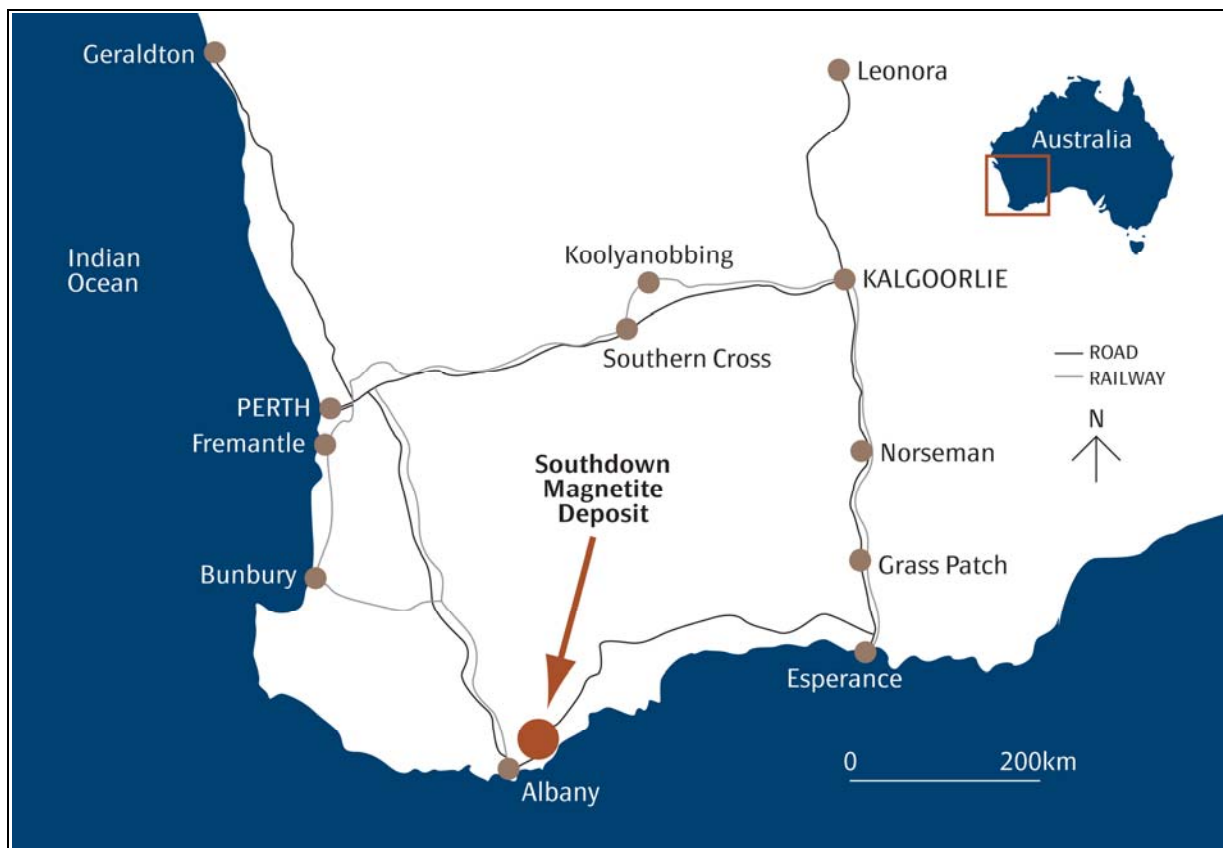 Geraldton
Leonora
Australia
Indian
Ocean
Koolyanobbing
KALGOORLIE
Southern Cross
ROAD
RAILWAY
PERTH
N
Fremantle
Southdown
Magnetite
Deposit
Norseman
Bunbury
Grass Patch
Esperance
0 200km
Albany